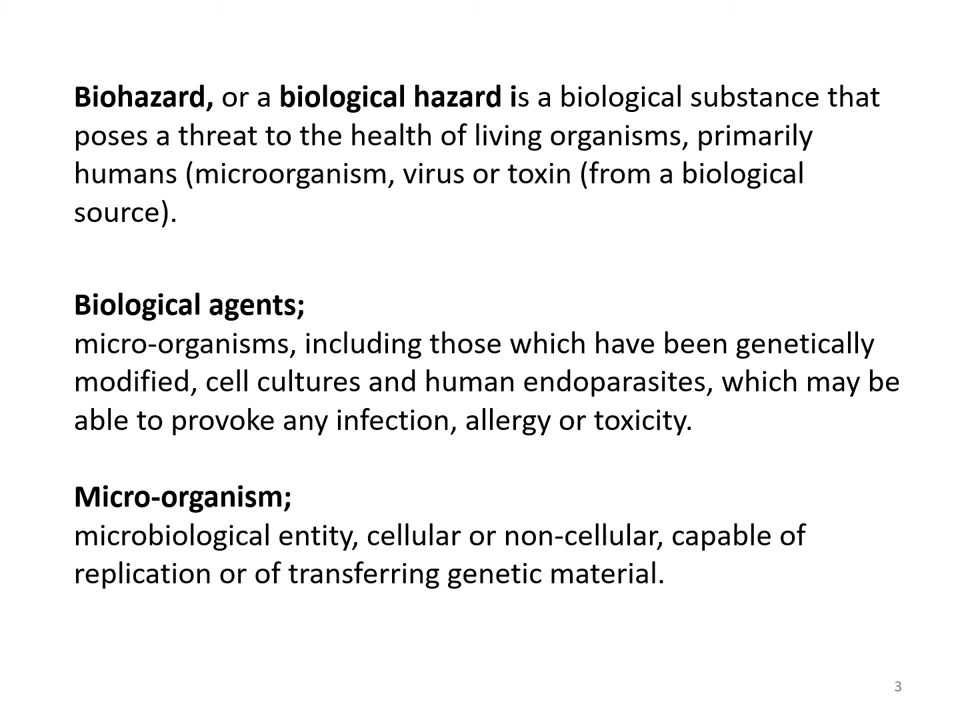 Biohazard, or a biological hazard is a biological substance that
poses a threat to the health of living organisms, primarily
humans (microorganism, virus or toxin (from a biological
source).
Biological agents;
micro-organisms, including those which have been genetically
modified, cell cultures and human endoparasites, which may be
able to provoke any infection, allergy or toxicity.
Micro-organism;
microbiological entity, cellular or non-cellular, capable of
replication or of transferring genetic material.
3